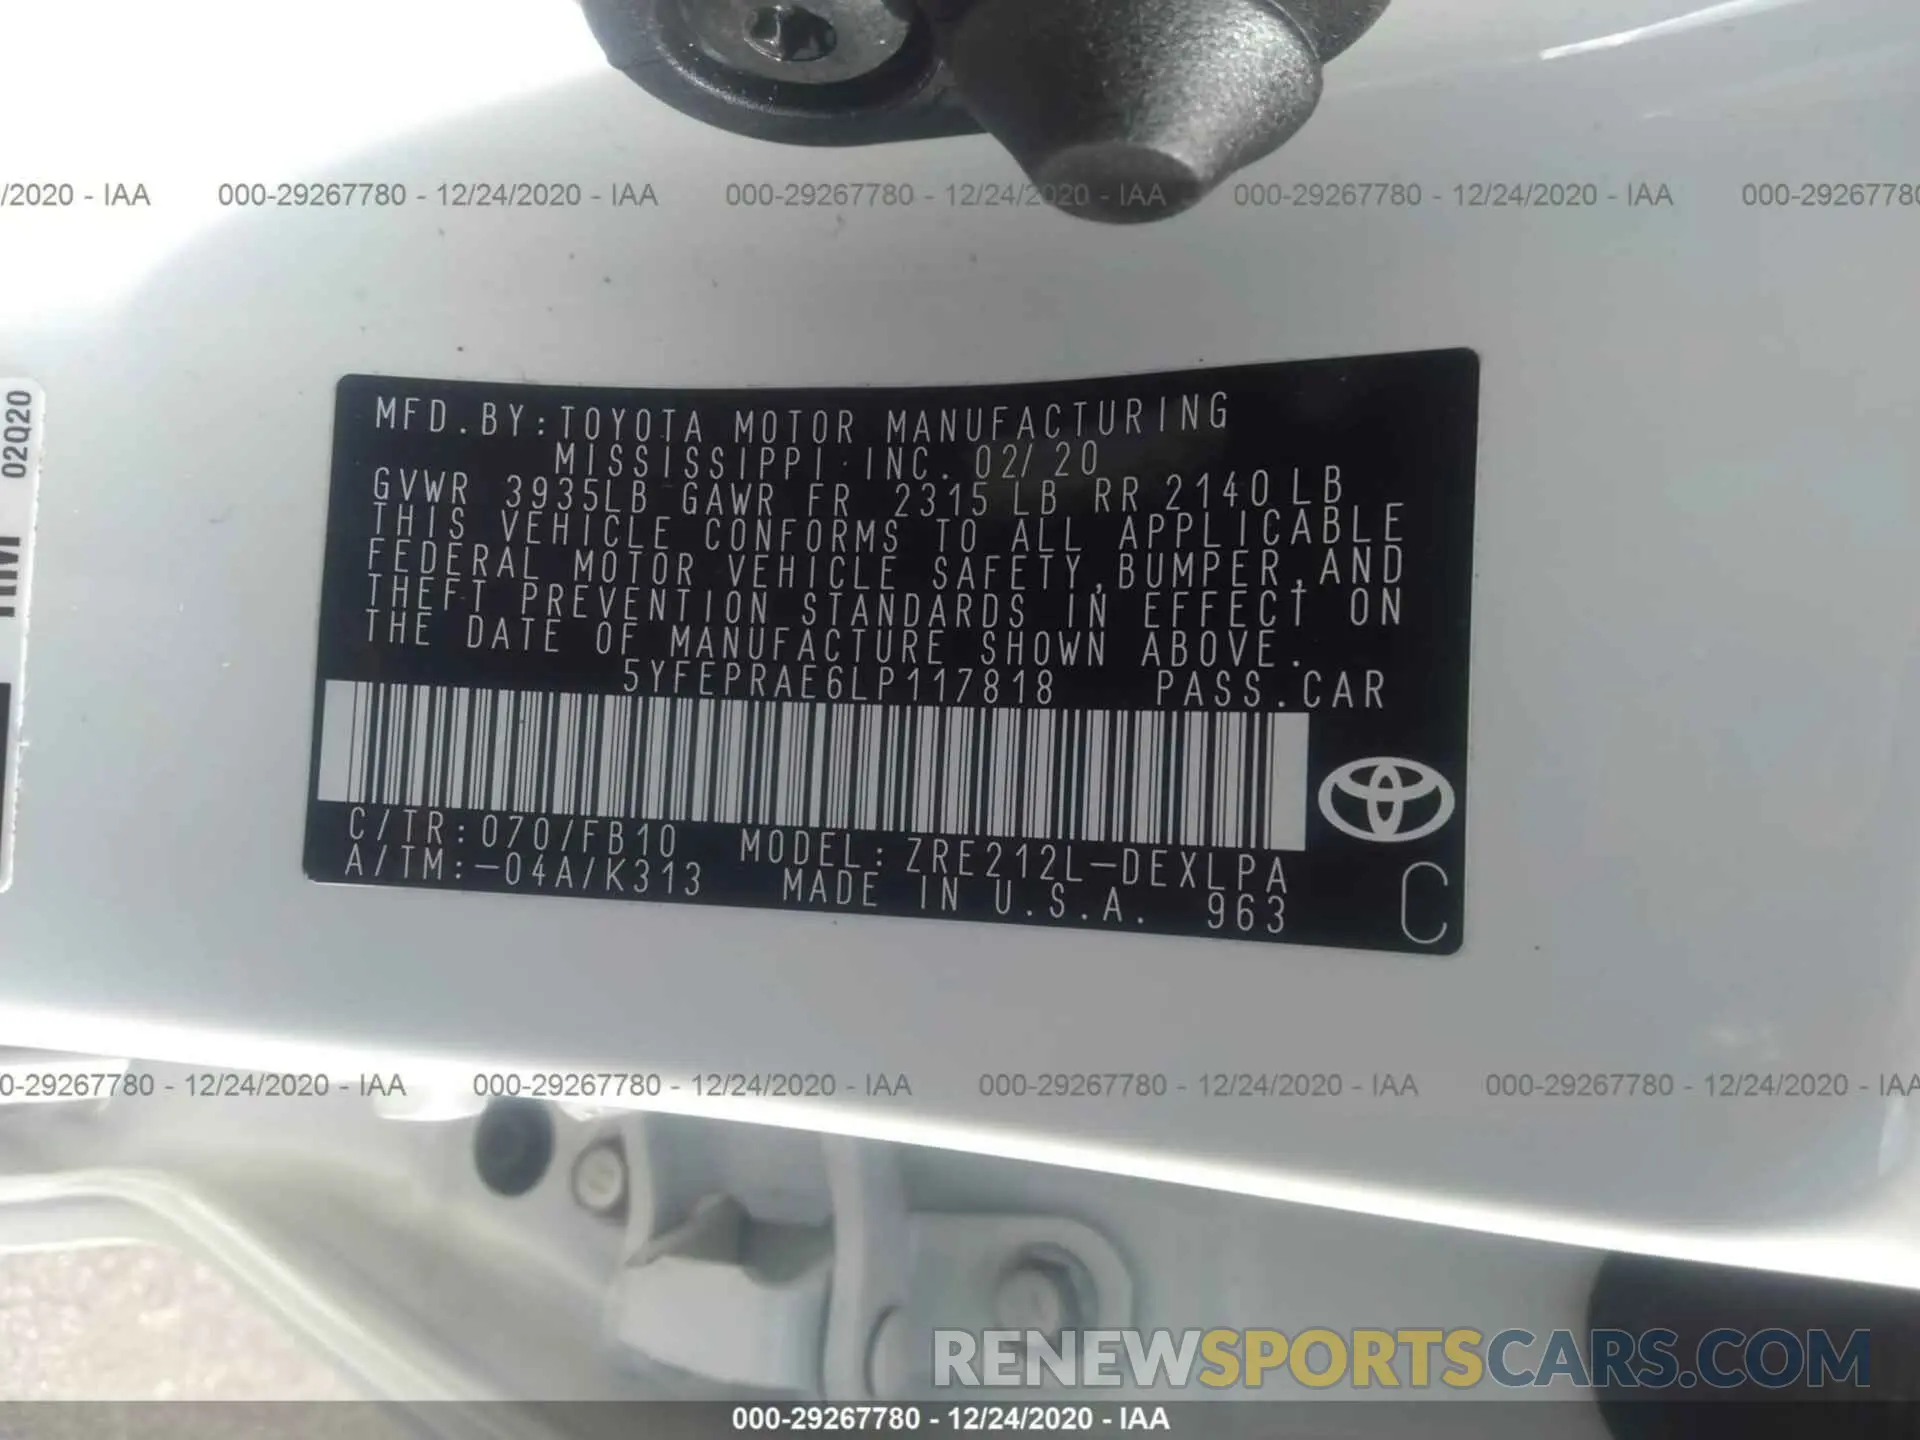 /2020 - IAA 000-29267780 - 12/24/2020 - IAA 000-29267780 - 12/24/2020 - IAA 000-29267780 - 12/24/2020 - IAA 000-29267780
02Q20
MFD.BY:TOYOTA MOTOR MANUFACTURING
MISSISSIPPI INC. 02/20
GVWR 3935LB GAWR FR 2315LB RR 2140LB
THIS VEHICLE CONFORMS TO ALL APPLICABLE
FEDERAL MOTOR VEHICLE SAFETY,BUMPER,AND
THEFT PREVENTION STANDARDS IN EFFECT ON
THE DATE OF MANUFACTURE SHOWN ABOVE.
5YFEPRAE6LP117818 PASS.CAR
C/TR:070/FB10 MODEL:ZRE212L-DEXLPA
A/TM:-04A/K313 MADE IN U.S.A. 963
C
0-29267780 - 12/24/2020 - IAA 000-29267780 - 12/24/2020 - IAA 000-29267780 - 12/24/2020 - IAA 000-29267780 - 12/24/2020 - IAA
RENEWSPORTSCARS.COM
000-29267780 - 12/24/2020 - IAA